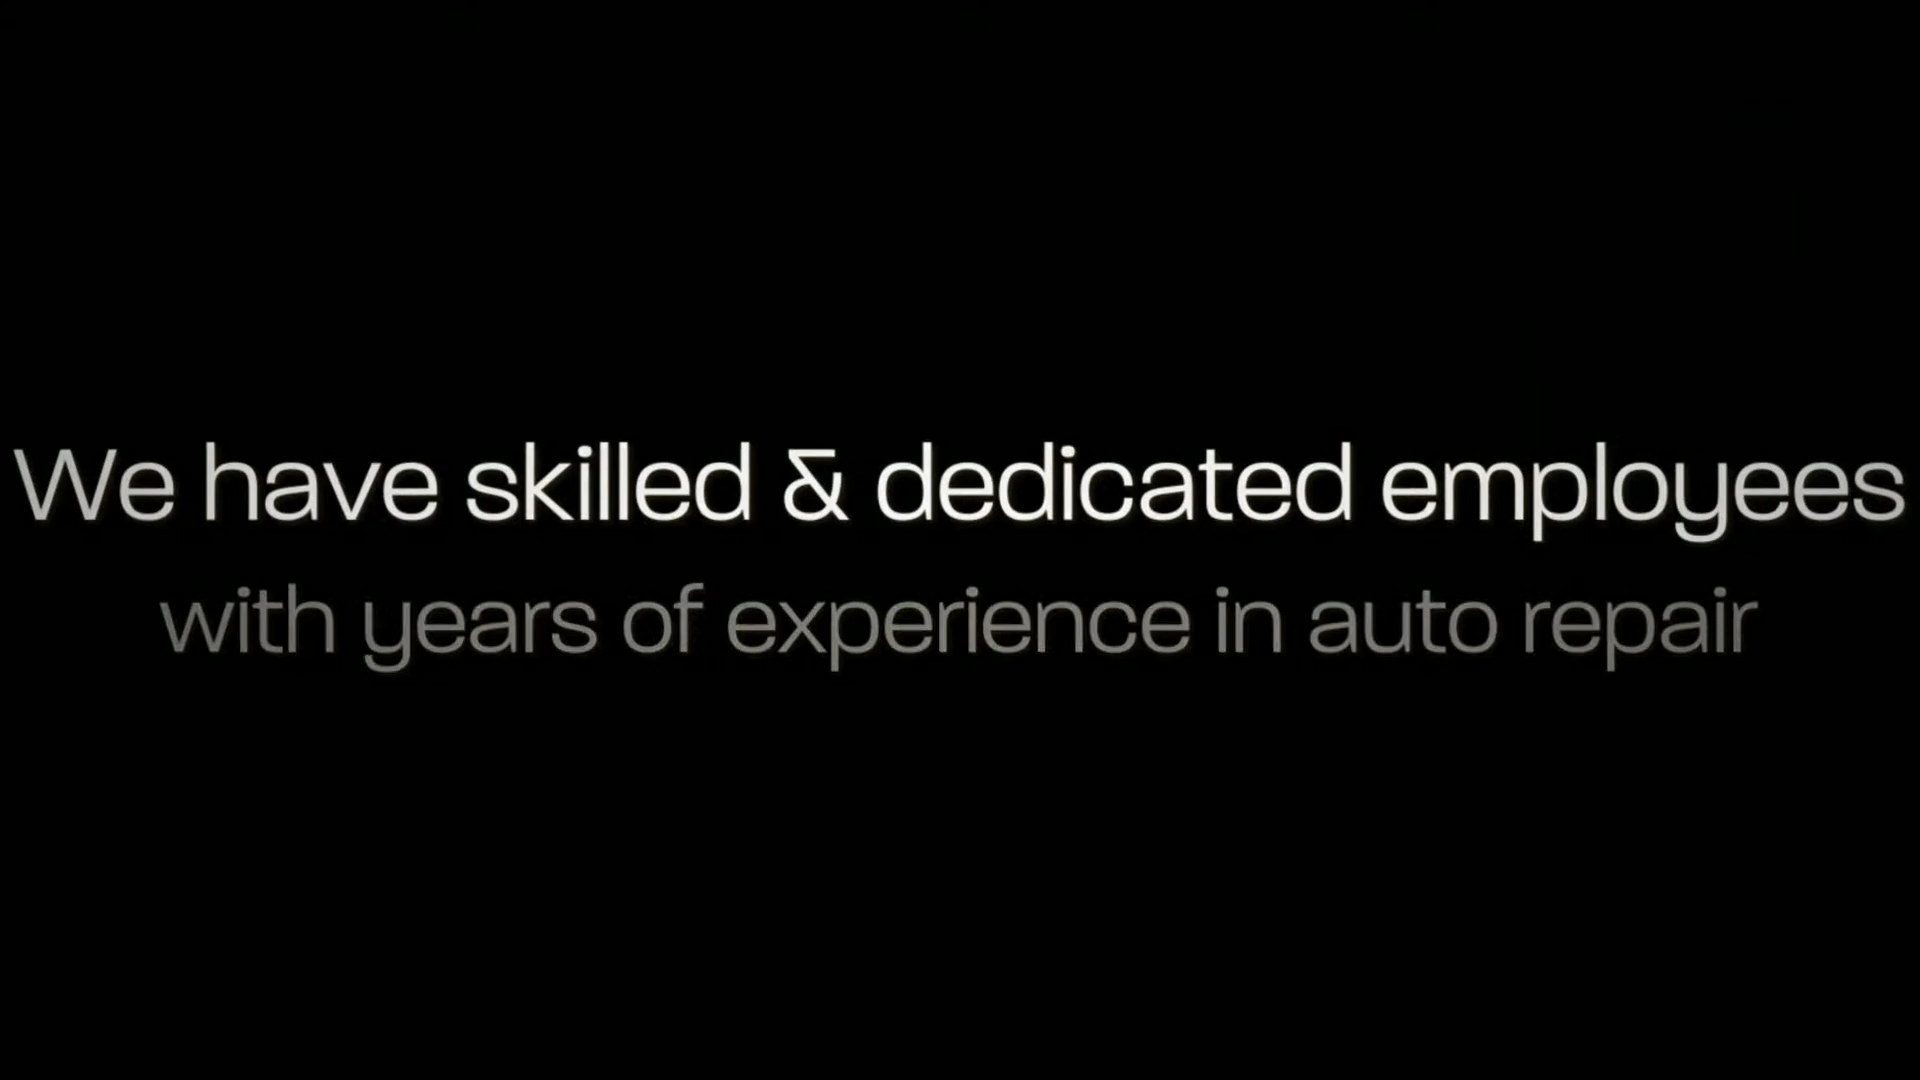 We have skilled & dedicated employees
with years of experience in auto repair